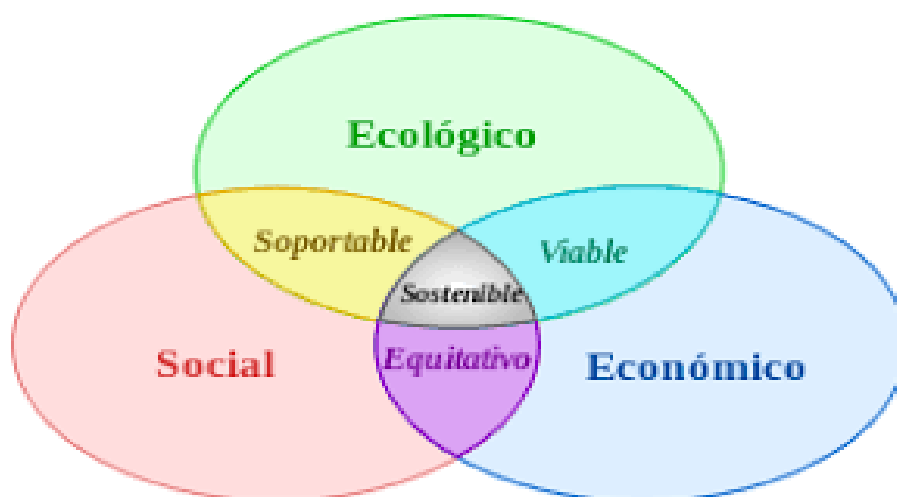 Ecológico
Soportable
Viable
Sostenible
Social
Equitativo
Económico